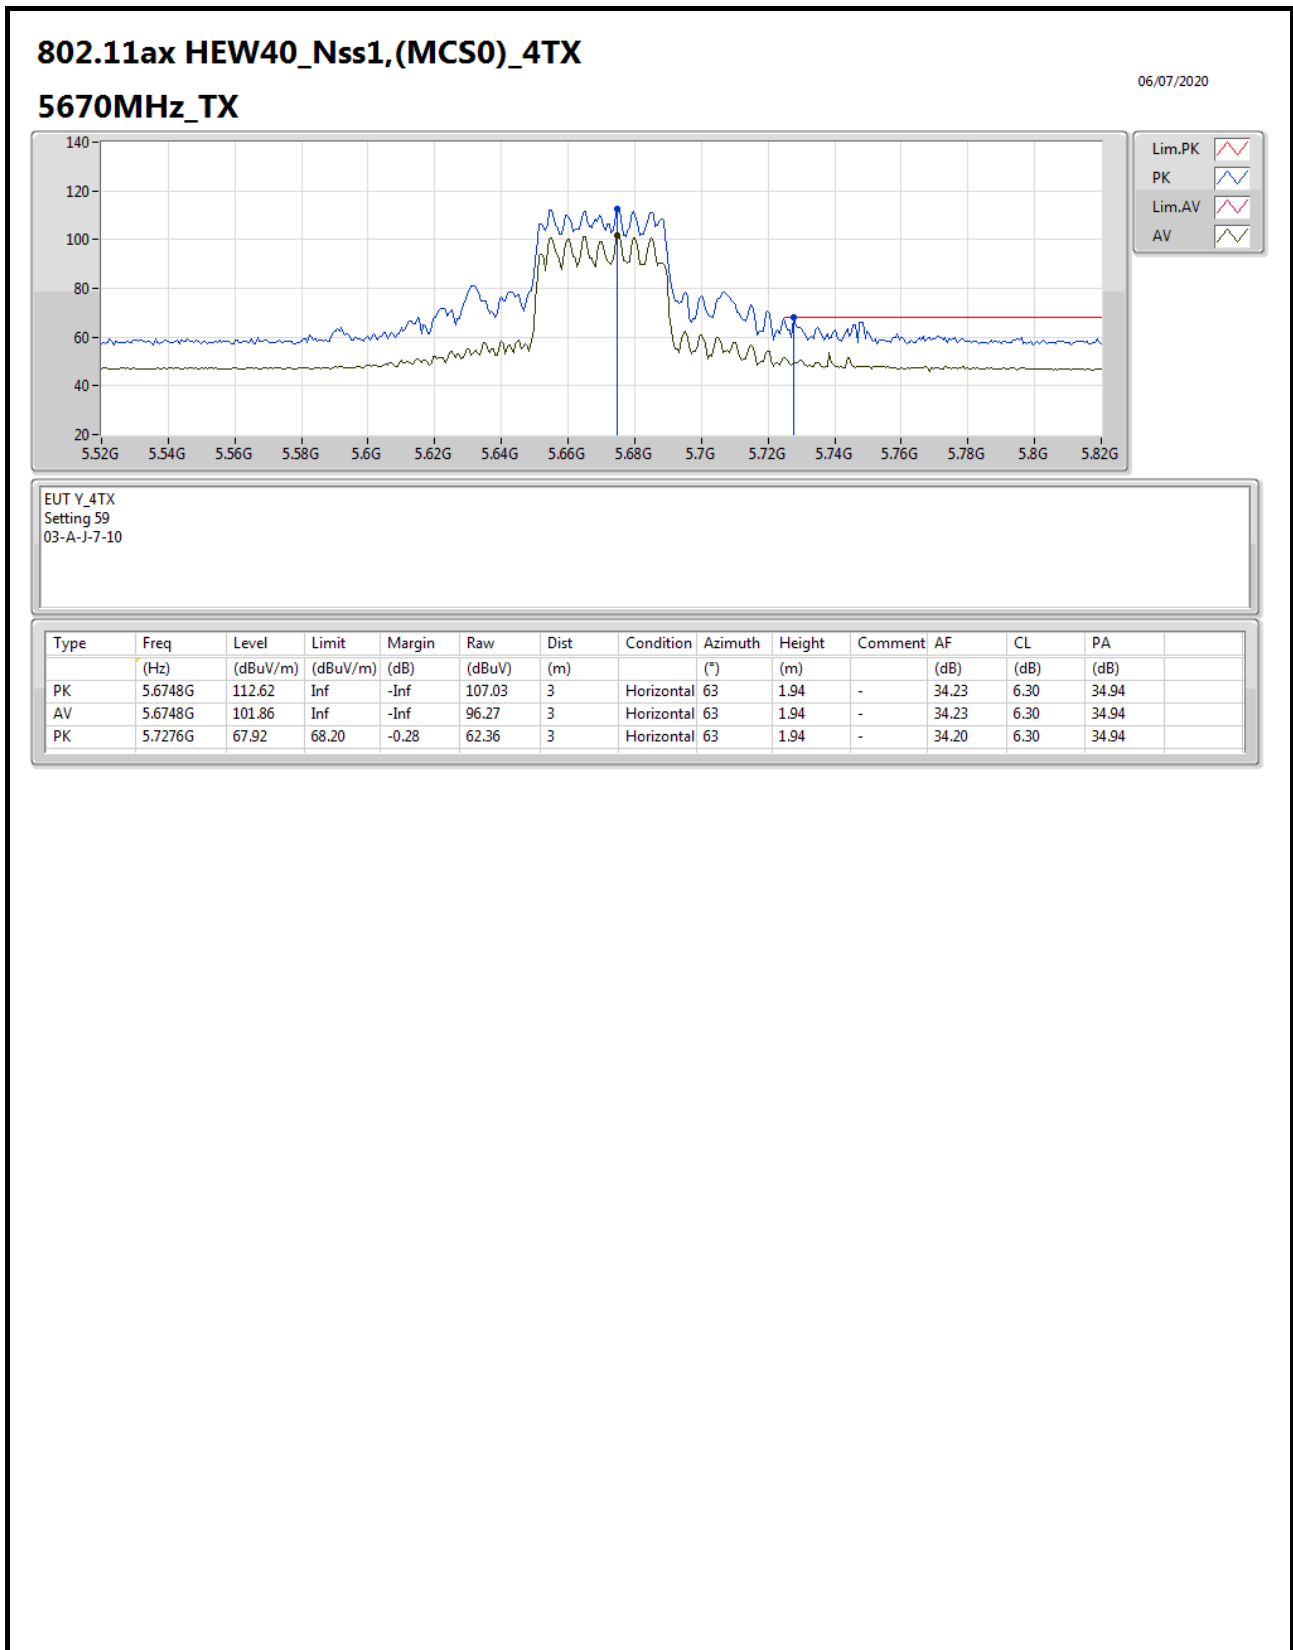 802.11ax HEW40_Nss1,(MCS0)_4TX
06/07/2020
5670MHz_TX
140
120
100
80
60
40
20
5.52G 5.54G 5.56G 5.58G 5.6G 5.62G 5.64G 5.66G 5.68G 5.7G 5.72G 5.74G 5.76G 5.78G 5.8G 5.82G
Lim.PK
PK
Lim.AV
AV
EUT Y_4TX
Setting 59
03-A-J-7-10
Type Freq Level Limit Margin Raw Dist Condition Azimuth Height Comment AF CL PA
(Hz) (dBuV/m) (dBuV/m) (dB) (dBuV) (m) (°) (m) (dB) (dB) (dB)
PK 5.6748G 112.62 Inf -Inf 107.03 3 Horizontal 63 1.94 - 34.23 6.30 34.94
AV 5.6748G 101.86 Inf -Inf 96.27 3 Horizontal 63 1.94 - 34.23 6.30 34.94
PK 5.7276G 67.92 68.20 -0.28 62.36 3 Horizontal 63 1.94 - 34.20 6.30 34.94